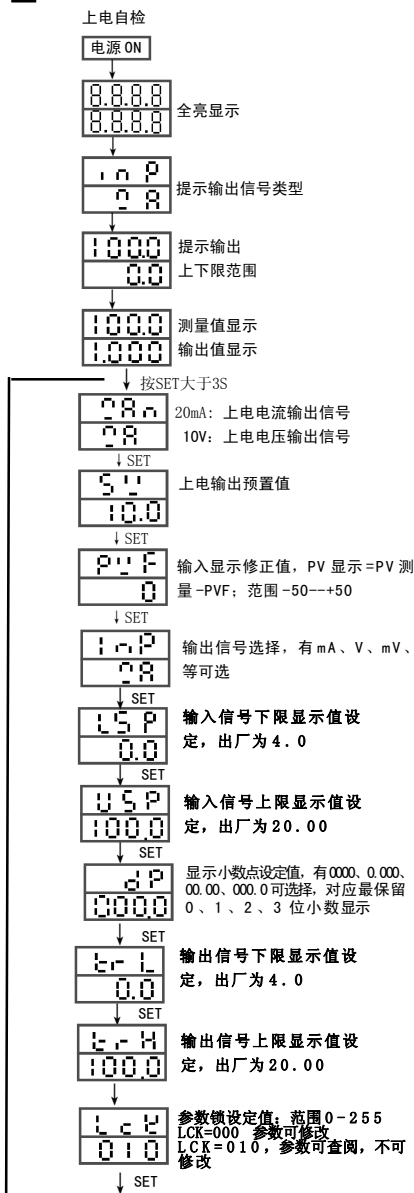 上电自检
电源 ON
8.8.8.8
8.8.8.8
全亮显示
inP
提示输出信号类型
100.0
0.0
提示输出
上下限范围
100.0
1.000
测量值显示
输出值显示
按SET大于3S
20mA: 上电电流输出信号
10V: 上电电压输出信号
↓ SET
10.0
上电输出预置值
↓ SET
0
输入显示修正值，PV 显示=PV 测
量-PVF; 范围-50--+50
↓ SET
InP
输出信号选择，有mA、V、mV、
等可选
SET
LSP
0.0
输入信号下限显示值设
定，出厂为4.0
SET
USP
100.0
输入信号上限显示值设
定，出厂为20.00
SET
dP
000.0
显示小数点设定值，有0000、0.000、
00.00、000.0可选择，对应最保留
0、1、2、3 位小数显示
SET
trL
0.0
输出信号下限显示值设
定，出厂为4.0
SET
trH
100.0
输出信号上限显示值设
定，出厂为20.00
LcK
010
参数锁设定值：范围0-255
LCK=000 参数可修改
LCK=010，参数可查阅，不可
修改
↓ SET